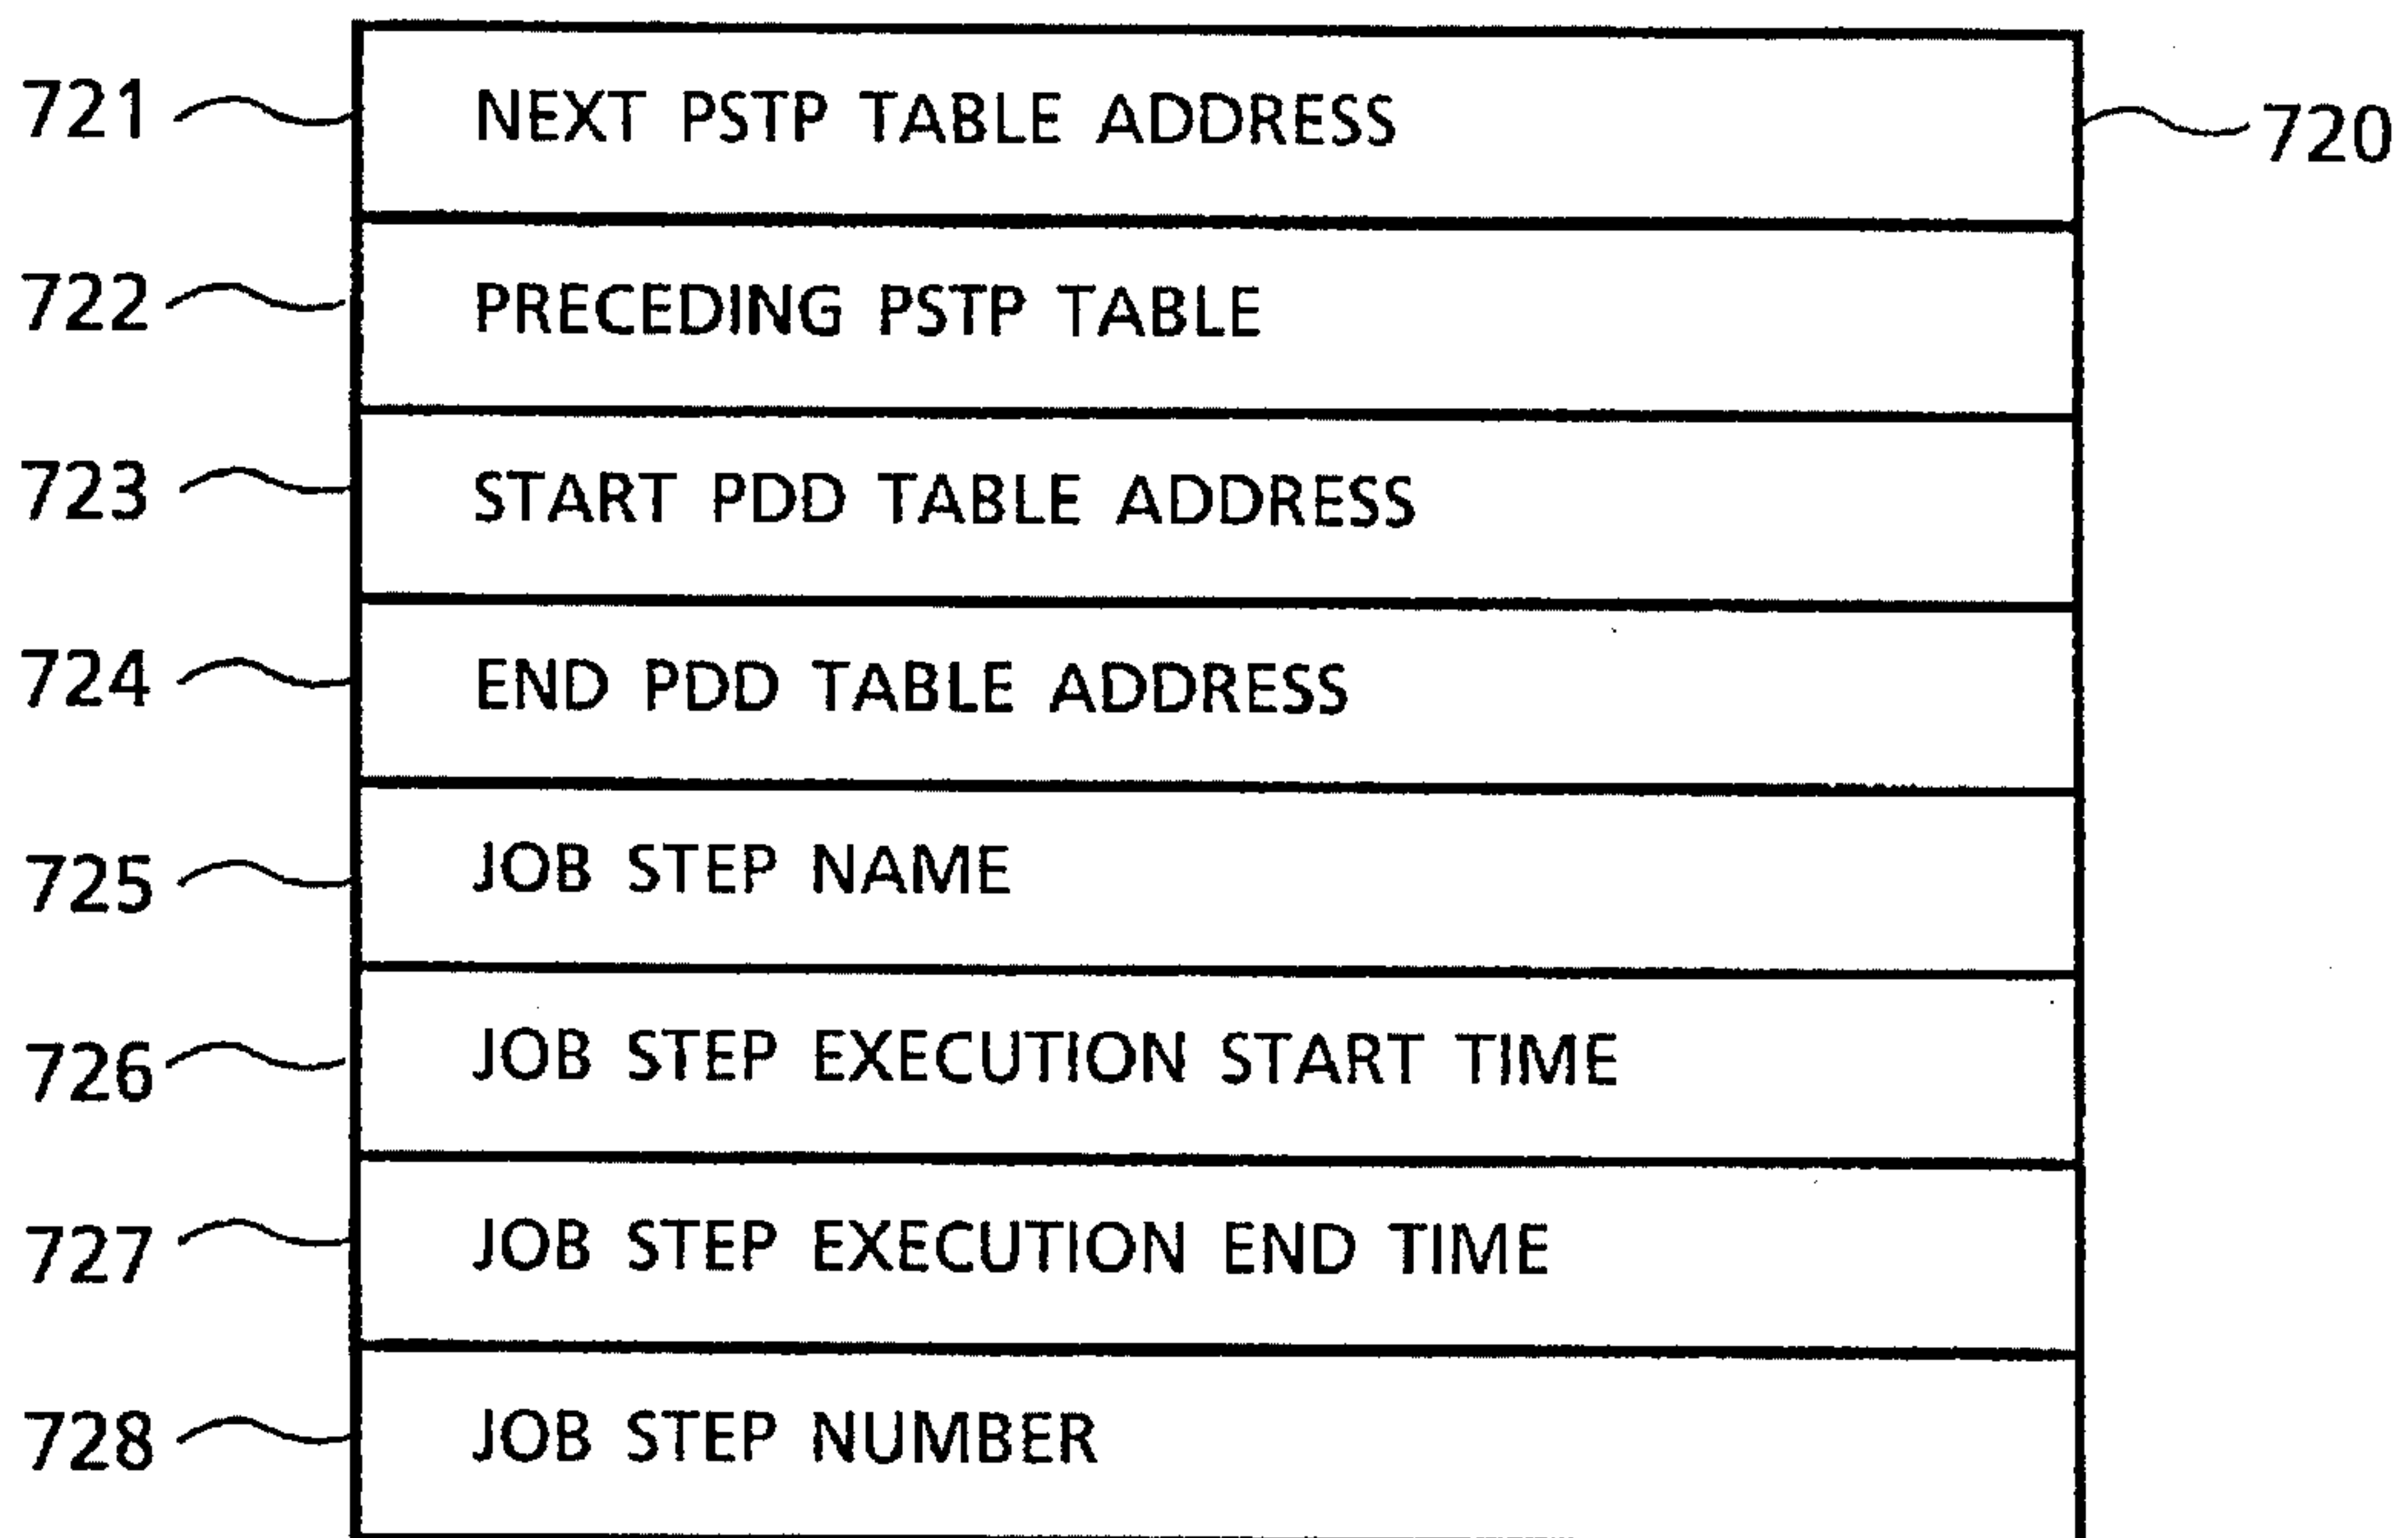 721 NEXT PSTP TABLE ADDRESS 720
722 PRECEDING PSTP TABLE
723 START PDD TABLE ADDRESS
724 END PDD TABLE ADDRESS
725 JOB STEP NAME
726 JOB STEP EXECUTION START TIME
727 JOB STEP EXECUTION END TIME
728 JOB STEP NUMBER